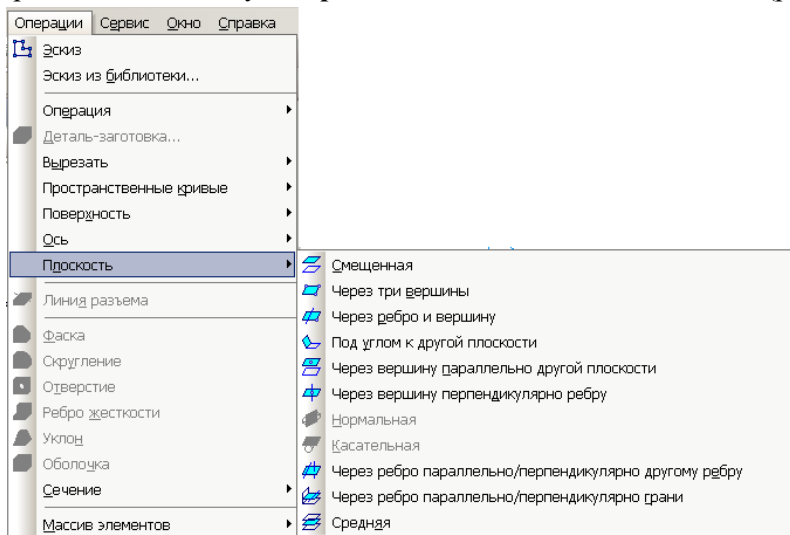 Операции Сервис Окно Справка
Эскиз
Эскиз из библиотеки...
Операция
Деталь-заготовка...
Вырезать
Пространственные кривые
Поверхность
Ось
Плоскость
Смещенная
Линия разъема
Через три вершины
Через ребро и вершину
Фаска
Под углом к другой плоскости
Скругление
Через вершину параллельно другой плоскости
Отверстие
Через вершину перпендикулярно ребру
Ребро жесткости
Нормальная
Уклон
Касательная
Оболочка
Через ребро параллельно/перпендикулярно другому ребру
Сечение
Через ребро параллельно/перпендикулярно грани
Массив элементов
Средняя